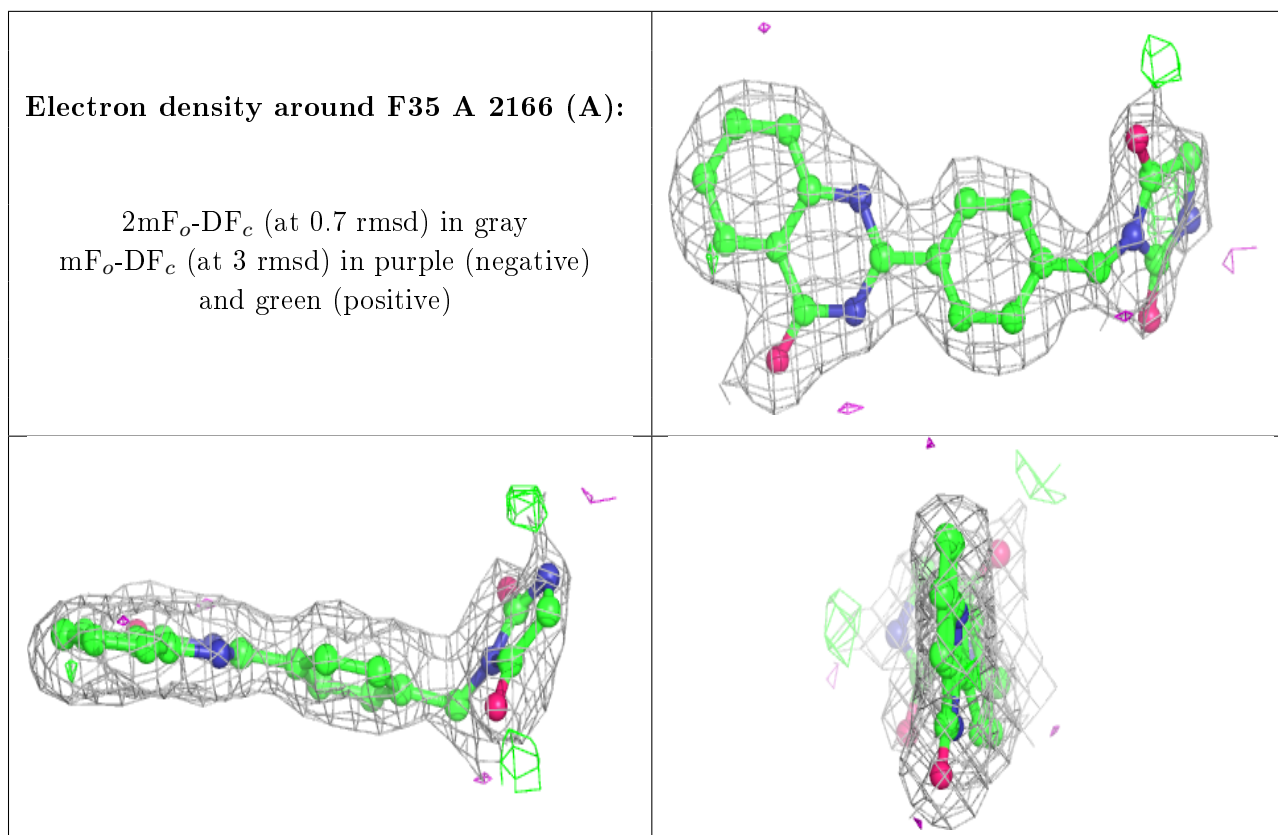 Electron density around F35 A 2166 (A):
2mFₒ-DF𝒸 (at 0.7 rmsd) in gray
mFₒ-DF𝒸 (at 3 rmsd) in purple (negative)
and green (positive)